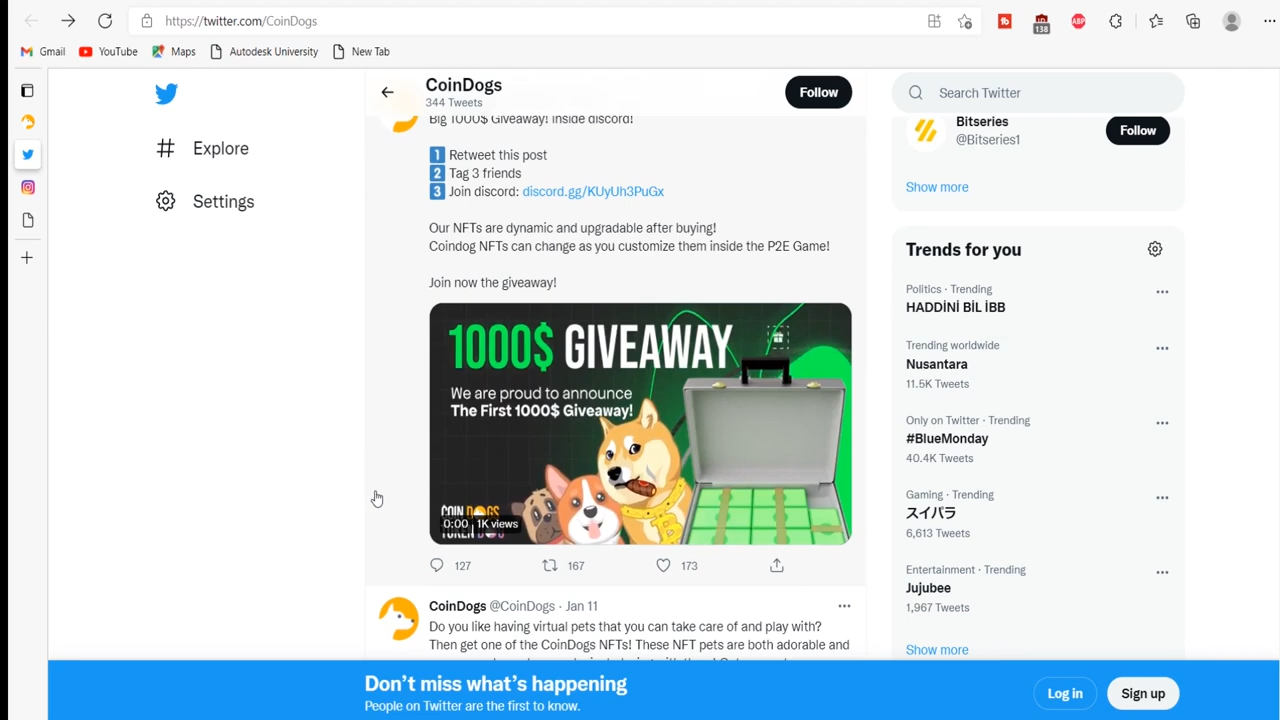 https://twitter.com/CoinDogs
138
ABP
Gmail
YouTube
Maps
Autodesk University
New Tab
CoinDogs
344 Tweets
Follow
Explore
Settings
Big 1000$ Giveaway! Inside discord!
1 Retweet this post
2 Tag 3 friends
3 Join discord: discord.gg/KUyUh3PuGx
Our NFTs are dynamic and upgradable after buying!
Coindog NFTs can change as you customize them inside the P2E Game!
Join now the giveaway!
1000$ GIVEAWAY
We are proud to announce
The First 1000$ Giveaway!
COIN DOGS
0:00 1K views
127
167
173
CoinDogs @CoinDogs · Jan 11
Do you like having virtual pets that you can take care of and play with?
Then get one of the CoinDogs NFTs! These NFT pets are both adorable and
Search Twitter
Bitseries
@Bitseries1
Follow
Show more
Trends for you
Politics · Trending
HADDİNİ BİL İBB
Trending worldwide
Nusantara
11.5K Tweets
Only on Twitter · Trending
#BlueMonday
40.4K Tweets
Gaming · Trending
スイパラ
6,613 Tweets
Entertainment · Trending
Jujubee
1,967 Tweets
Show more
Don't miss what's happening
People on Twitter are the first to know.
Log in
Sign up